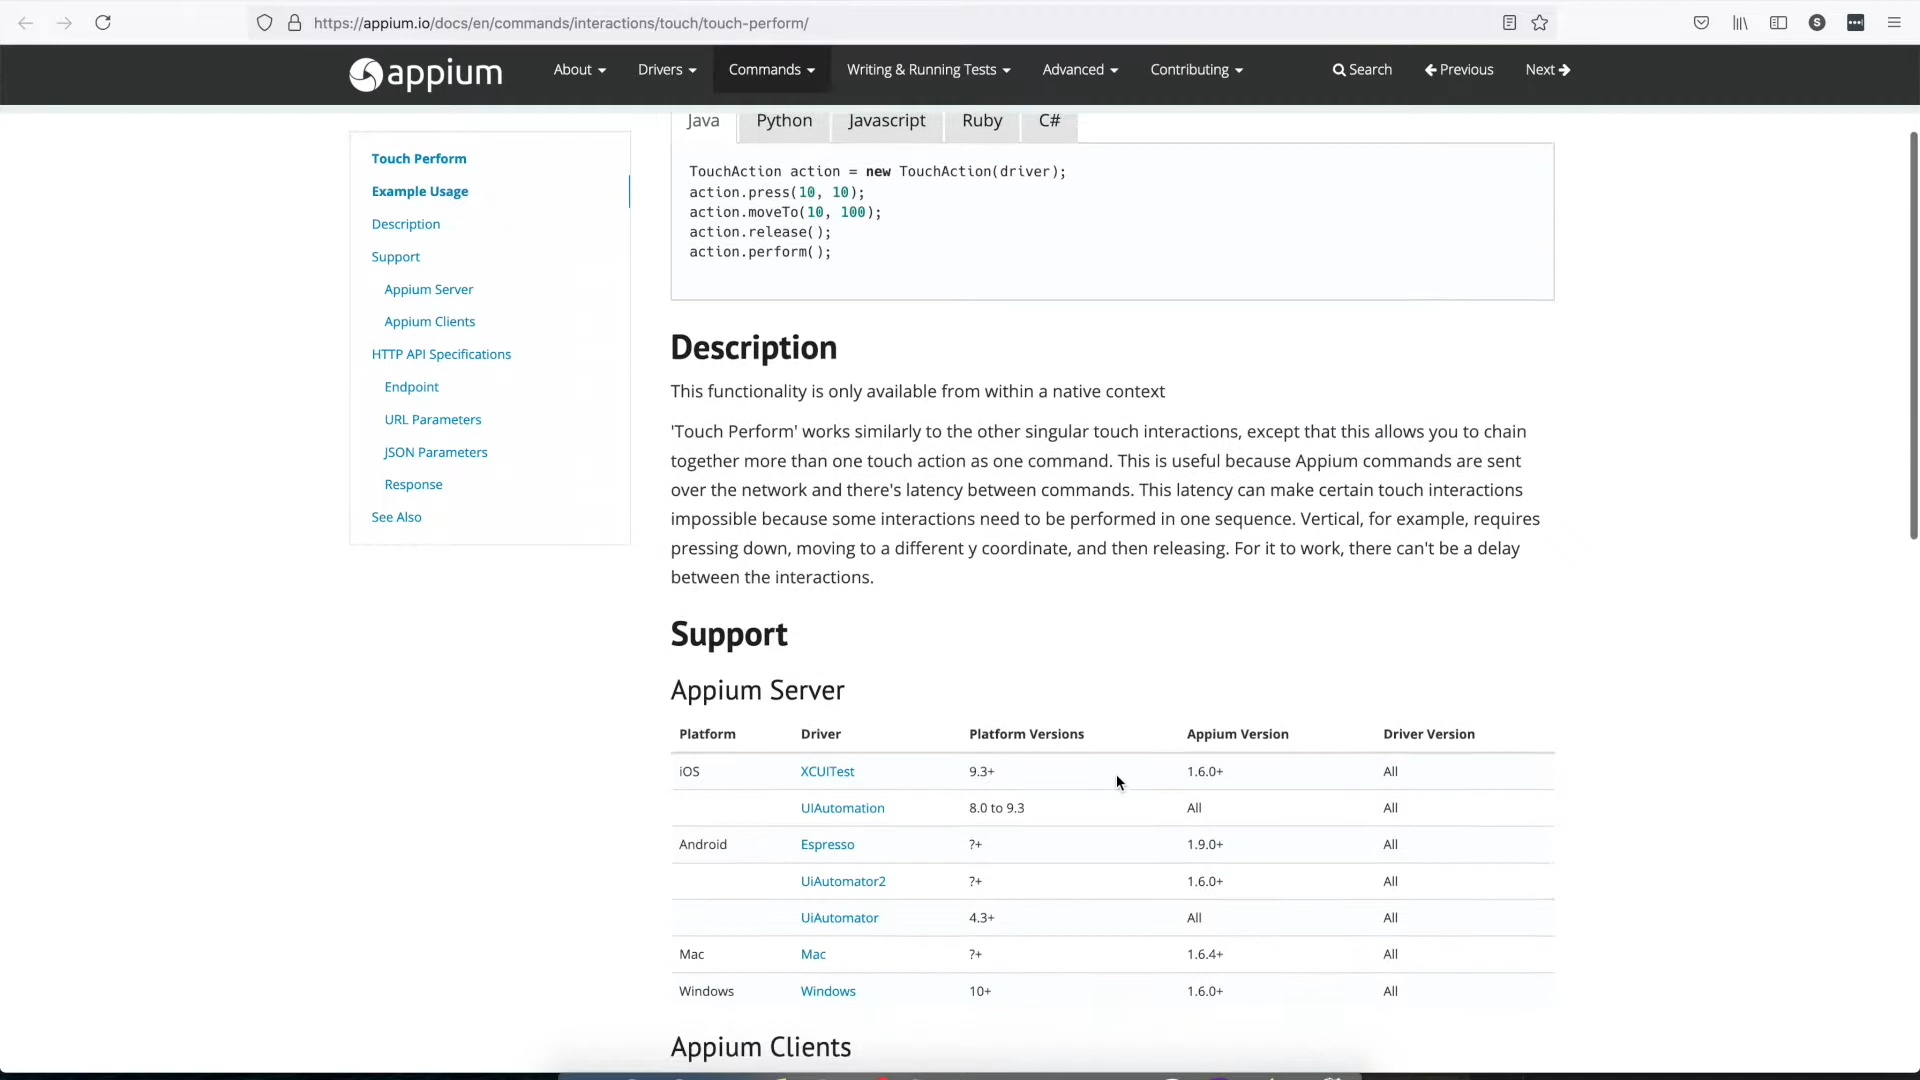 https://appium.io/docs/en/commands/interactions/touch/touch-perform/
S
appium
About
Drivers
Commands
Writing & Running Tests
Advanced
Contributing
Search
Previous
Next
Touch Perform
Example Usage
Description
Support
Appium Server
Appium Clients
HTTP API Specifications
Endpoint
URL Parameters
JSON Parameters
Response
See Also
Java Python Javascript Ruby C#
TouchAction action = new TouchAction(driver);
action.press(10, 10);
action.moveTo(10, 100);
action.release();
action.perform();
Description
This functionality is only available from within a native context
'Touch Perform' works similarly to the other singular touch interactions, except that this allows you to chain
together more than one touch action as one command. This is useful because Appium commands are sent
over the network and there's latency between commands. This latency can make certain touch interactions
impossible because some interactions need to be performed in one sequence. Vertical, for example, requires
pressing down, moving to a different y coordinate, and then releasing. For it to work, there can't be a delay
between the interactions.
Support
Appium Server
Platform Driver Platform Versions Appium Version Driver Version
iOS XCUITest 9.3+ 1.6.0+ All
UIAutomation 8.0 to 9.3 All All
Android Espresso ?+ 1.9.0+ All
UiAutomator2 ?+ 1.6.0+ All
UiAutomator 4.3+ All All
Mac Mac ?+ 1.6.4+ All
Windows Windows 10+ 1.6.0+ All
Appium Clients